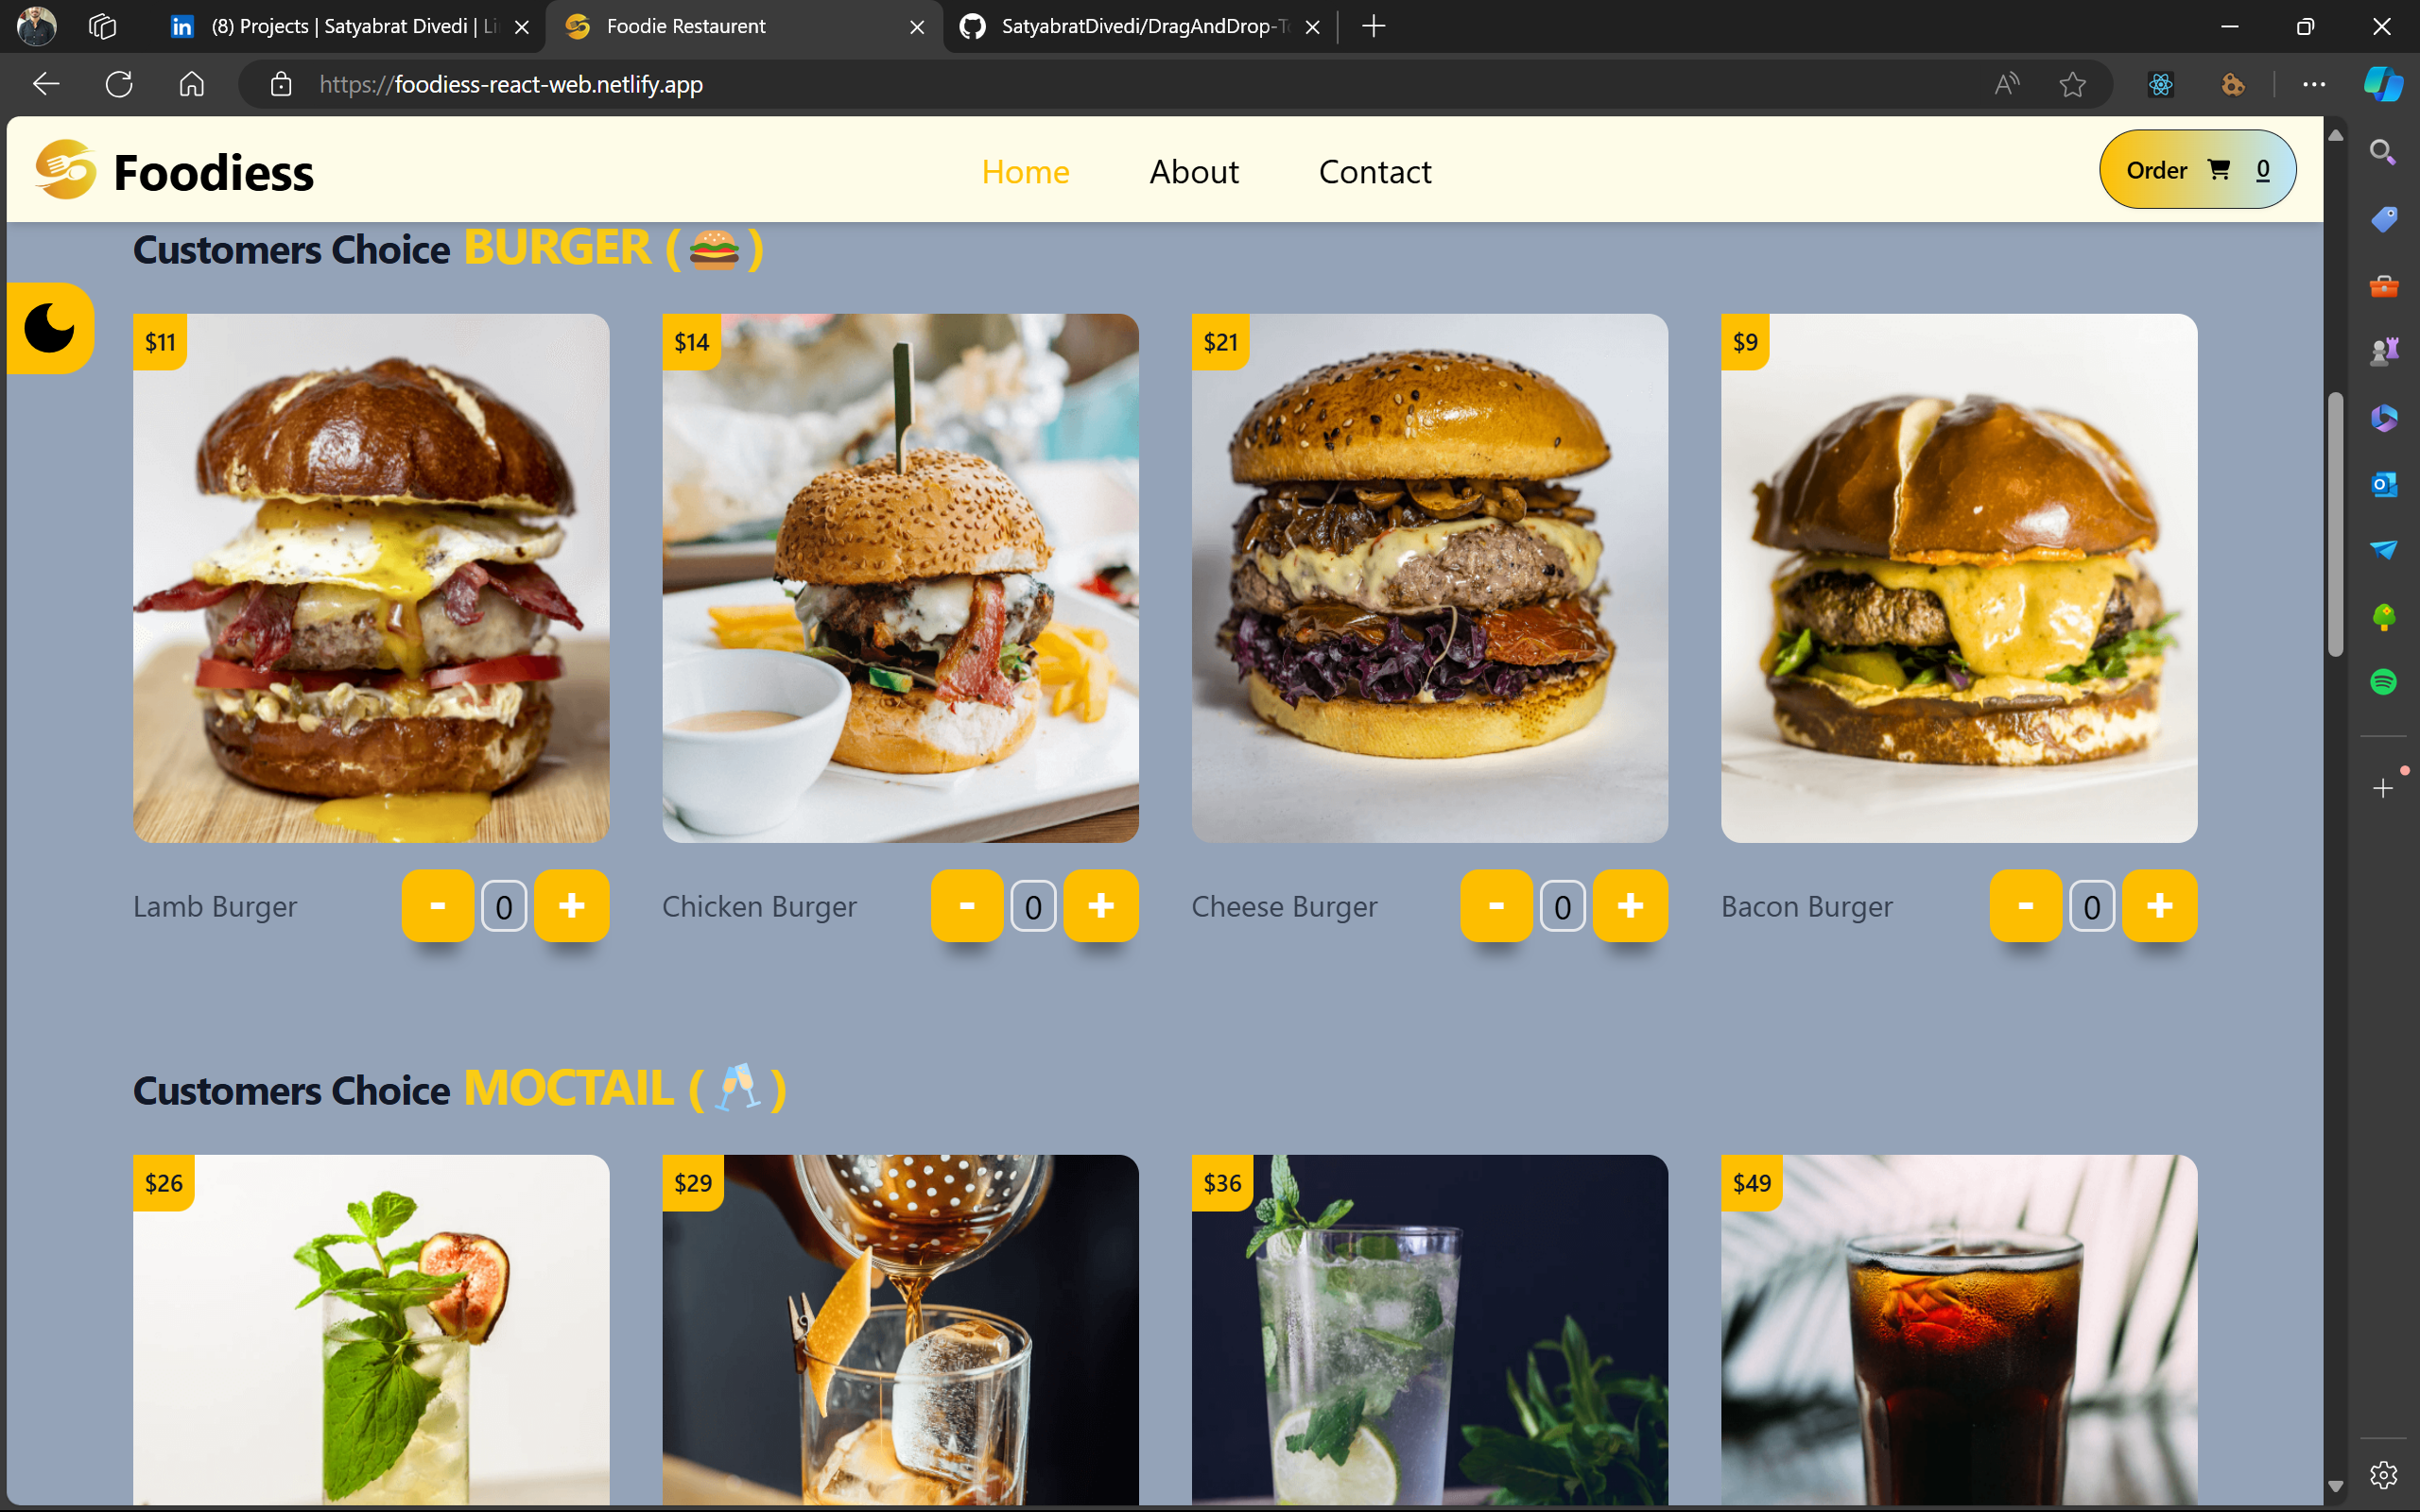 (8) Projects | Satyabrat Divedi | Li
Foodie Restaurent
SatyabratDivedi/DragAndDrop-T
https://foodiess-react-web.netlify.app
Foodiess
Home
About
Contact
Order 0
Customers Choice BURGER (🍔)
$11
$14
$21
$9
Lamb Burger - 0 +
Chicken Burger - 0 +
Cheese Burger - 0 +
Bacon Burger - 0 +
Customers Choice MOCTAIL (🥂)
$26
$29
$36
$49